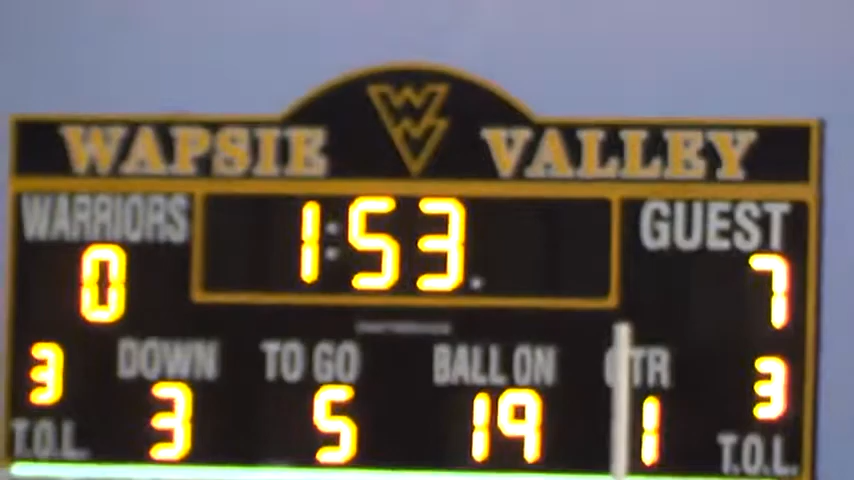 WAPSIE VALLEY
WARRIORS 1:53 GUEST
0 7
DOWN TO GO BALL ON QTR
3 3 5 19 1 3
T.O.L. T.O.L.